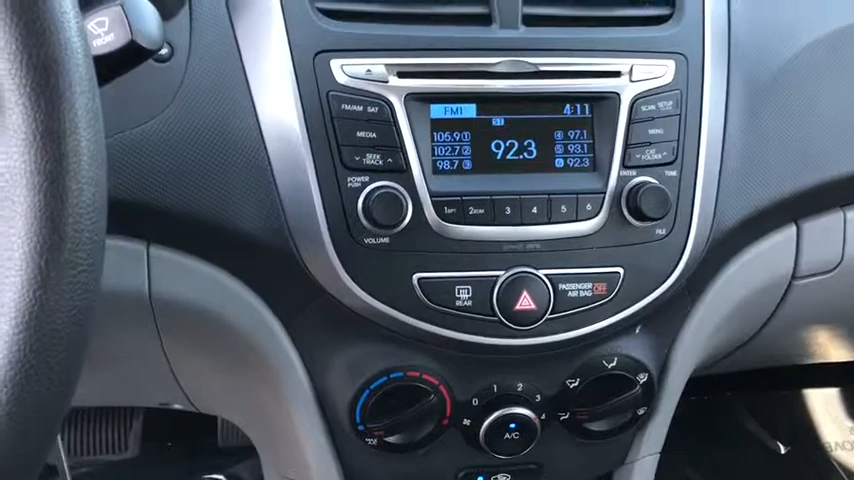 FRONT
FM/AM SAT
MEDIA
SEEK
TRACK
POWER
PUSH
VOLUME
FM1
4:11
ST
105.9 1
102.7 2
98.7 3
92.3
4 97.1
5 93.1
6 92.3
1 RPT 2 RDM 3 4 5 6
SCAN SETUP
MENU
CAT
FOLDER
ENTER
TUNE
FILE
REAR
PASSENGER
AIR BAG OFF
0 1 2 3 4
A/C